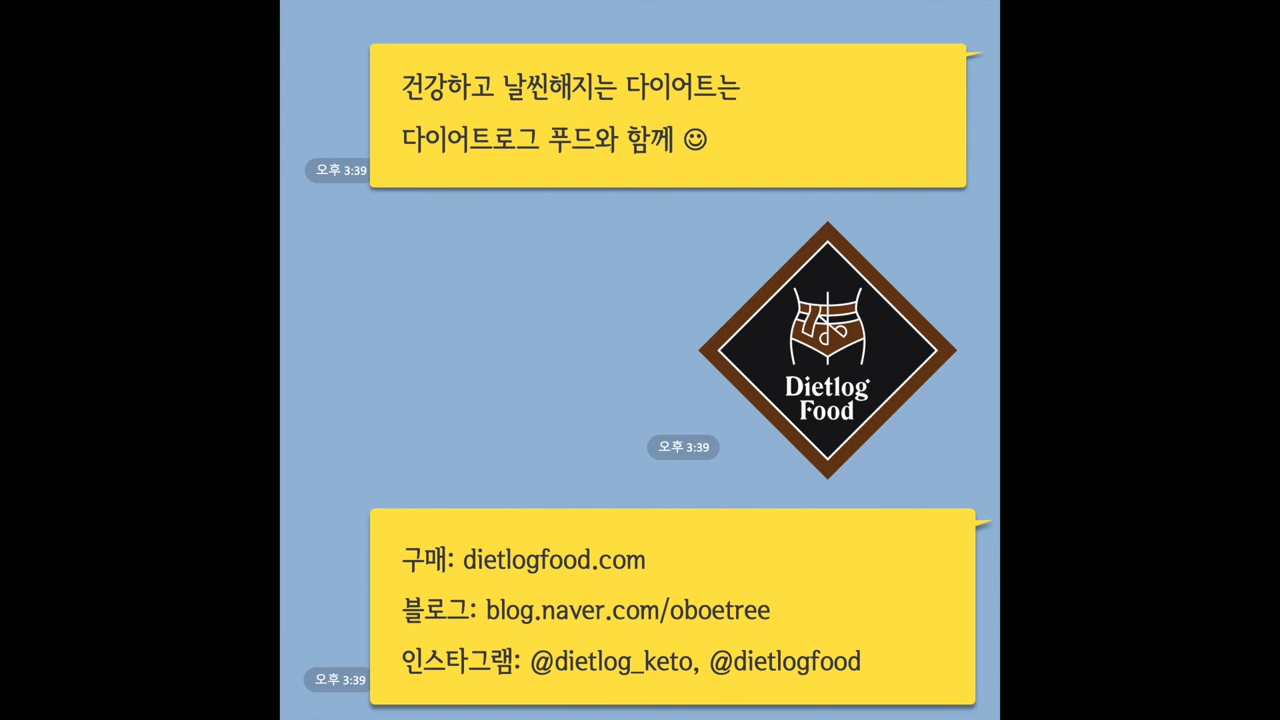 건강하고 날씬해지는 다이어트는
다이어트로그 푸드와 함께 ☺
오후 3:39
Dietlog
Food
오후 3:39
구매: dietlogfood.com
블로그: blog.naver.com/oboetree
인스타그램: @dietlog_keto, @dietlogfood
오후 3:39